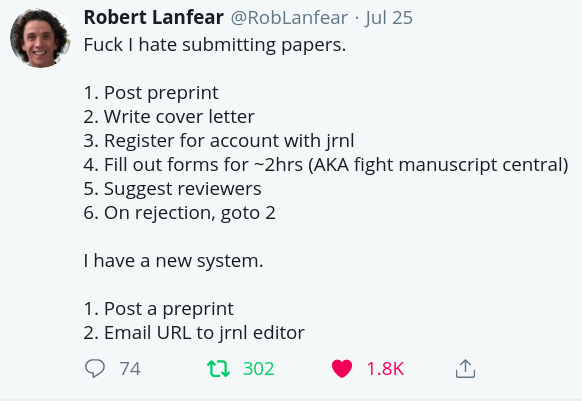 Robert Lanfear @RobLanfear · Jul 25
Fuck I hate submitting papers.
1. Post preprint
2. Write cover letter
3. Register for account with jrnl
4. Fill out forms for ~2hrs (AKA fight manuscript central)
5. Suggest reviewers
6. On rejection, goto 2
I have a new system.
1. Post a preprint
2. Email URL to jrnl editor
74 302 1.8K